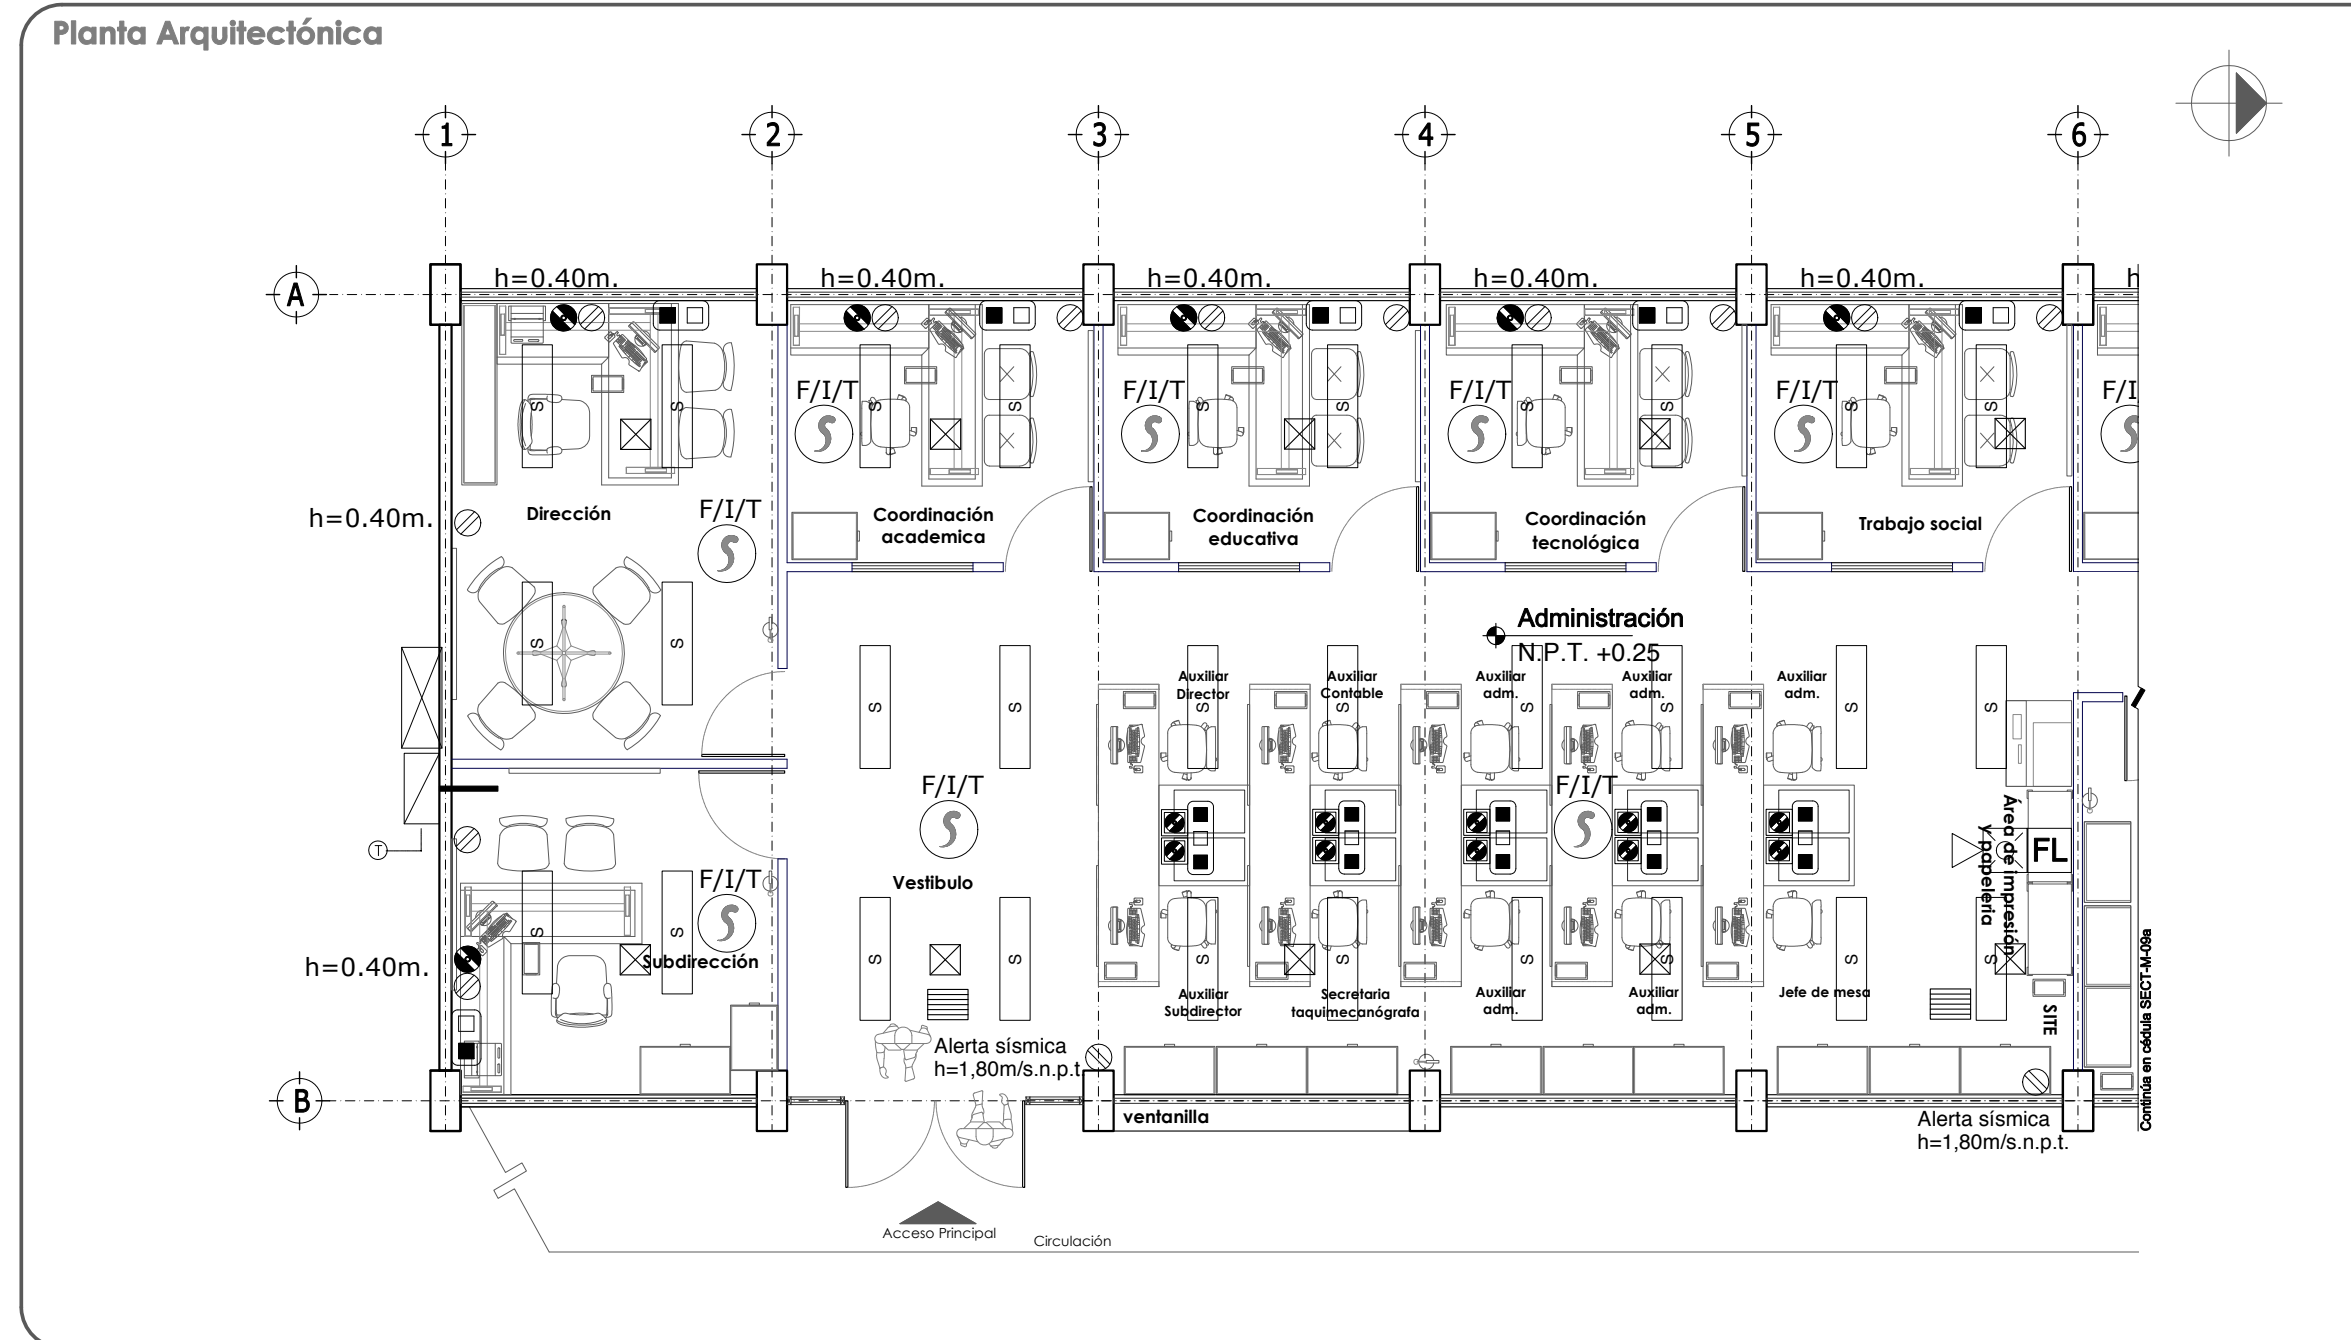 Planta Arquitectónica
1
2
3
4
5
6
A
h=0.40m.
h=0.40m.
h=0.40m.
h=0.40m.
h=0.40m.
h
F/I/T
F/I/T
F/I/T
F/I/T
F/I
S
S
S
S
S
S
S
S
S
S
h=0.40m.
Dirección
F/I/T
Coordinación
academica
Coordinación
educativa
Coordinación
tecnológica
Trabajo social
Administración
N.P.T. +0.25
S
S
Auxiliar
Director
Auxiliar
Contable
Auxiliar
adm.
Auxiliar
adm.
Auxiliar
adm.
S
S
S
S
S
S
S
S
F/I/T
F/I/T
T
Área de impresión
y papeleria
FL
Vestibulo
F/I/T
S
S
Subdirección
h=0.40m.
S
S
S
S
S
S
S
S
Auxiliar
Subdirector
Secretaria
taquimecanógrafa
Auxiliar
adm.
Auxiliar
adm.
Jefe de mesa
SITE
Continúa en cédula SECT-M-09a
Alerta sísmica
h=1,80m/s.n.p.t
B
ventanilla
Alerta sísmica
h=1,80m/s.n.p.t.
Acceso Principal
Circulación